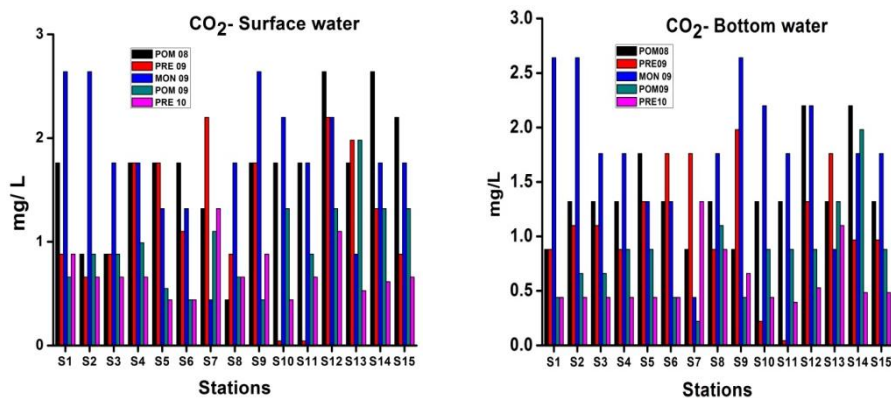 CO2- Surface water
3
2
1
0
mg/ L
POM 08
PRE 09
MON 09
POM 09
PRE 10
S1 S2 S3 S4 S5 S6 S7 S8 S9 S10 S11 S12 S13 S14 S15
Stations
CO2- Bottom water
3.0
2.5
2.0
1.5
1.0
0.5
0.0
mg/L
POM08
PRE09
MON 09
POM09
PRE10
S1 S2 S3 S4 S5 S6 S7 S8 S9 S10 S11 S12 S13 S14 S15
Stations